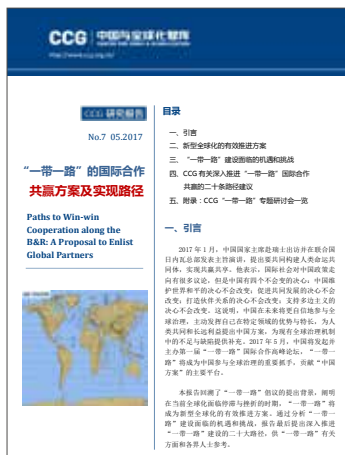 CCG 中国与全球化智库
CCG 研究报告
No.7 05.2017
“一带一路”的国际合作
共赢方案及实现路径
Paths to Win-win
Cooperation along the
B&R: A Proposal to Enlist
Global Partners
目录
一、引言
二、新型全球化的有效推进方案
三、“一带一路”建设面临的机遇和挑战
四、CCG 有关深入推进“一带一路”国际合作
共赢的二十条路径建议
五、附录:CCG“一带一路”专题研讨会一览
一、引言
2017 年 1 月,中国国家主席赴瑞士出访并在联合国
日内瓦总部发表主旨演讲,提出要共同构建人类命运共
同体,实现共赢共享。他表示,国际社会对中国政策走
向有很多议论,但是中国有四个不会变的决心:中国维
护世界和平的决心不会改变;促进共同发展的决心不会
改变;打造伙伴关系的决心不会改变;支持多边主义的
决心不会改变。这说明,中国在未来将更自信地参与全
球治理,主动发挥自己在特定领域的优势与特长,为人
类共同和长远利益提出中国方案,为现有全球治理机制
中的不足与缺陷提供补充。2017 年 5 月,中国将发起并
主办第一届“一带一路”国际合作高峰论坛,“一带一
路”将成为中国参与全球治理的重要抓手,贡献“中国
方案”的主要平台。
本报告回溯了“一带一路”倡议的提出背景,阐明
在当前全球化面临停滞与挫折的时期,“一带一路”将
成为新型全球化的有效推进方案。通过分析“一带一
路”建设面临的机遇和挑战,报告最后提出深入推进
“一带一路”建设的二十大路径,供“一带一路”有关
方面和各界人士参考。